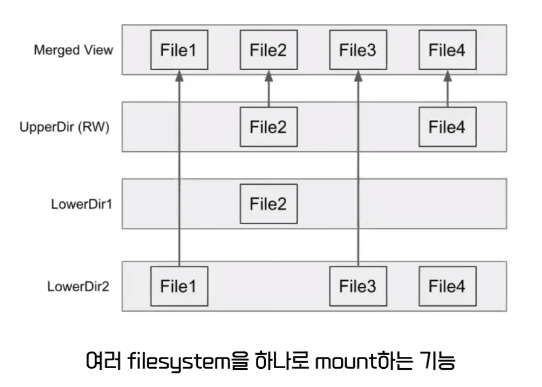 Merged View File1 File2 File3 File4
UpperDir (RW) File2 File4
LowerDir1 File2
LowerDir2 File1 File3 File4
여러 filesystem을 하나로 mount하는 기능